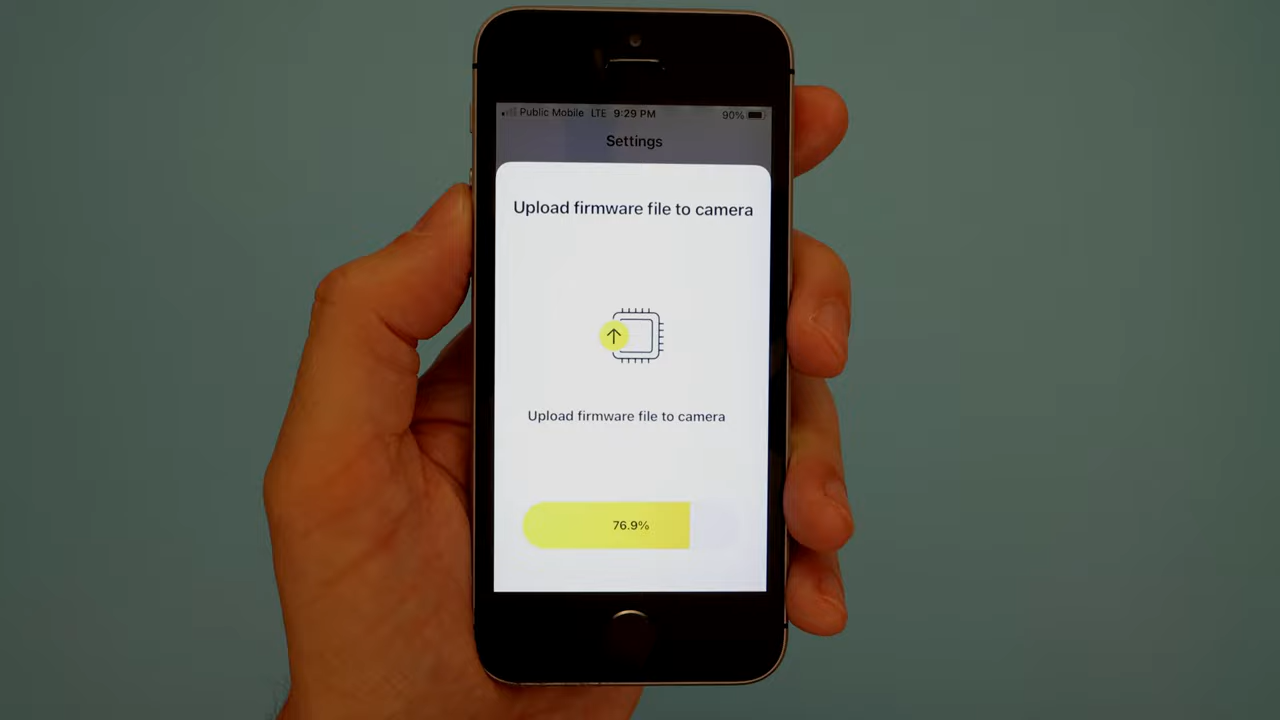 Public Mobile LTE 9:29 PM 90%
Settings
Upload firmware file to camera
Upload firmware file to camera
76.9%